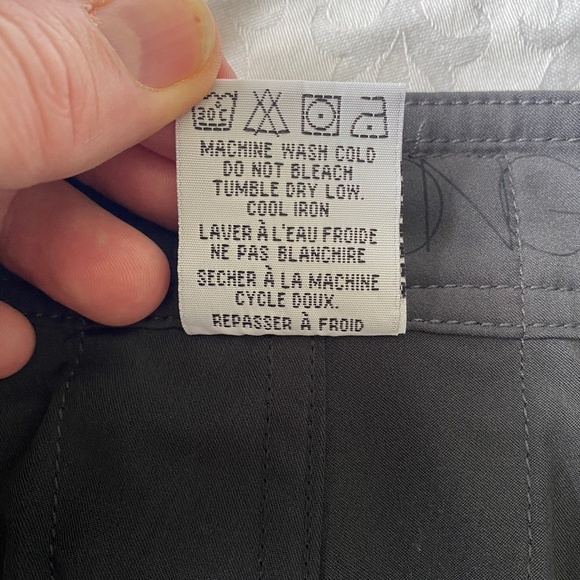 30°C
MACHINE WASH COLD
DO NOT BLEACH
TUMBLE DRY LOW.
COOL IRON
LAVER À L'EAU FROIDE
NE PAS BLANCHIRE
SECHER À LA MACHINE
CYCLE DOUX.
REPASSER À FROID